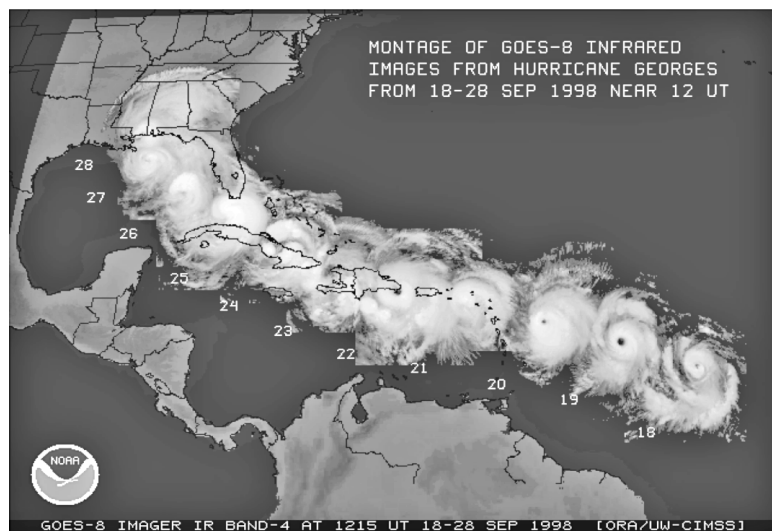 MONTAGE OF GOES-8 INFRARED
IMAGES FROM HURRICANE GEORGES
FROM 18-28 SEP 1998 NEAR 12 UT
28
27
26
25
24
23
22
21
20
19
18
NOAA
GOES-8 IMAGER IR BAND-4 AT 1215 UT 18-28 SEP 1998 [ORA/UW-CIMSS]